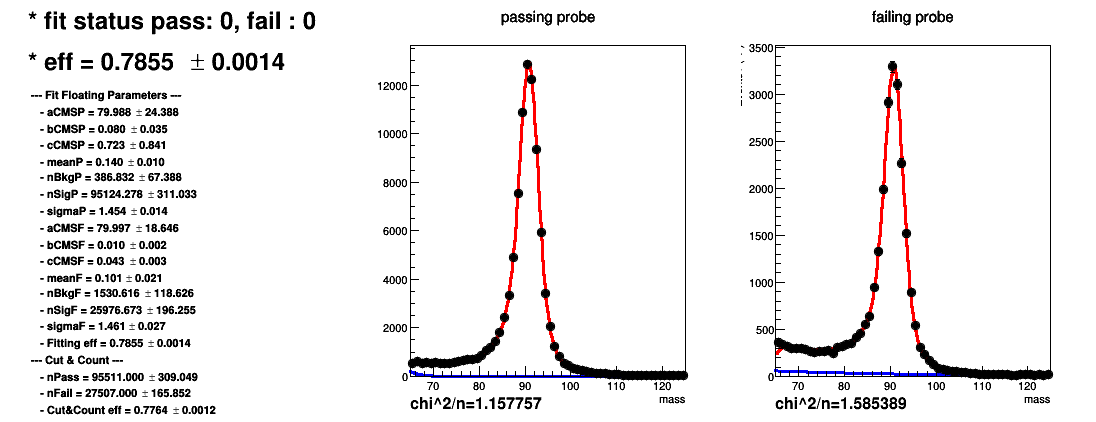 * fit status pass: 0, fail : 0
* eff = 0.7855 ± 0.0014
--- Fit Floating Parameters ---
- aCMSP = 79.988 ± 24.388
- bCMSP = 0.080 ± 0.035
- cCMSP = 0.723 ± 0.841
- meanP = 0.140 ± 0.010
- nBkgP = 386.832 ± 67.388
- nSigP = 95124.278 ± 311.033
- sigmaP = 1.454 ± 0.014
- aCMSF = 79.997 ± 18.646
- bCMSF = 0.010 ± 0.002
- cCMSF = 0.043 ± 0.003
- meanF = 0.101 ± 0.021
- nBkgF = 1530.616 ± 118.626
- nSigF = 25976.673 ± 196.255
- sigmaF = 1.461 ± 0.027
- Fitting eff = 0.7855 ± 0.0014
--- Cut & Count ---
- nPass = 95511.000 ± 309.049
- nFail = 27507.000 ± 165.852
- Cut&Count eff = 0.7764 ± 0.0012
passing probe
12000
10000
8000
6000
4000
2000
0
70 80 90 100 110 120
mass
chi^2/n=1.157757
failing probe
3500
3000
2500
2000
1500
1000
500
0
70 80 90 100 110 120
mass
chi^2/n=1.585389